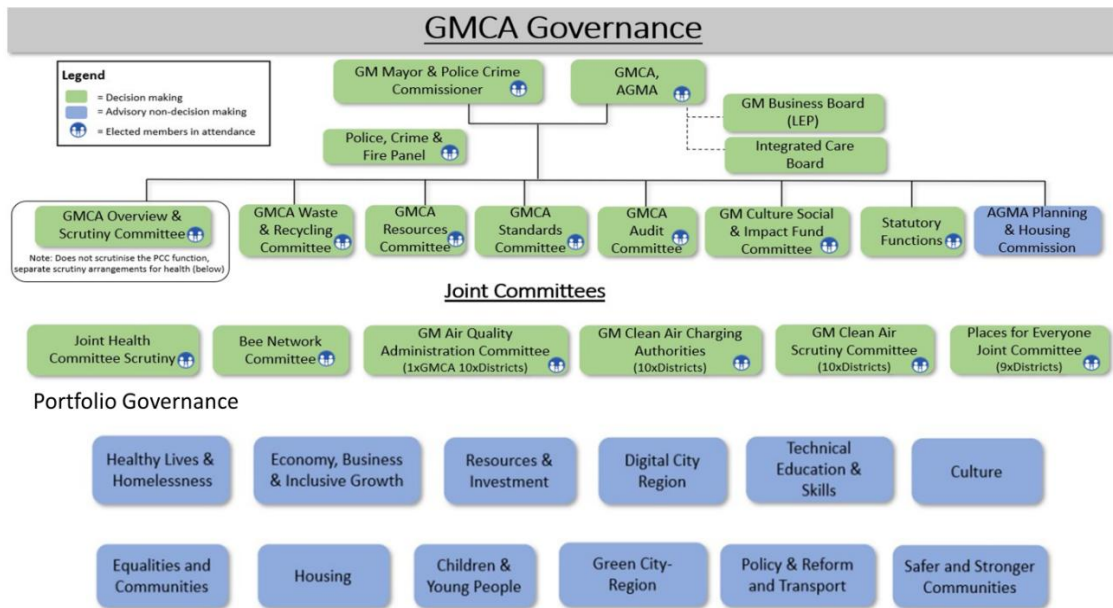 GMCA Governance
Legend
= Decision making
= Advisory non-decision making
= Elected members in attendance
GM Mayor & Police Crime
Commissioner
GMCA,
AGMA
GM Business Board
(LEP)
Integrated Care
Board
Police, Crime &
Fire Panel
GMCA Overview &
Scrutiny Committee
Note: Does not scrutinise the PCC function,
separate scrutiny arrangements for health (below)
GMCA Waste
& Recycling
Committee
GMCA
Resources
Committee
GMCA
Standards
Committee
GMCA
Audit
Committee
GM Culture Social
& Impact Fund
Committee
Statutory
Functions
AGMA Planning
& Housing
Commission
Joint Committees
Joint Health
Committee Scrutiny
Bee Network
Committee
GM Air Quality
Administration Committee
(1xGMCA 10xDistricts)
GM Clean Air Charging
Authorities
(10xDistricts)
GM Clean Air
Scrutiny Committee
(10xDistricts)
Places for Everyone
Joint Committee
(9xDistricts)
Portfolio Governance
Healthy Lives &
Homelessness
Economy, Business
& Inclusive Growth
Resources &
Investment
Digital City
Region
Technical
Education &
Skills
Culture
Equalities and
Communities
Housing
Children &
Young People
Green City-
Region
Policy & Reform
and Transport
Safer and Stronger
Communities